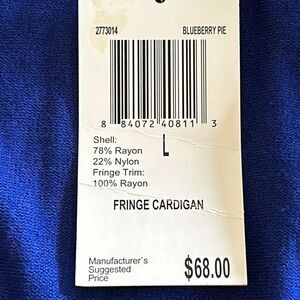 2773014 BLUEBERRY PIE
8 84072 40811 3
L
Shell:
78% Rayon
22% Nylon
Fringe Trim:
100% Rayon
FRINGE CARDIGAN
Manufacturer`s
Suggested
Price
$68.00